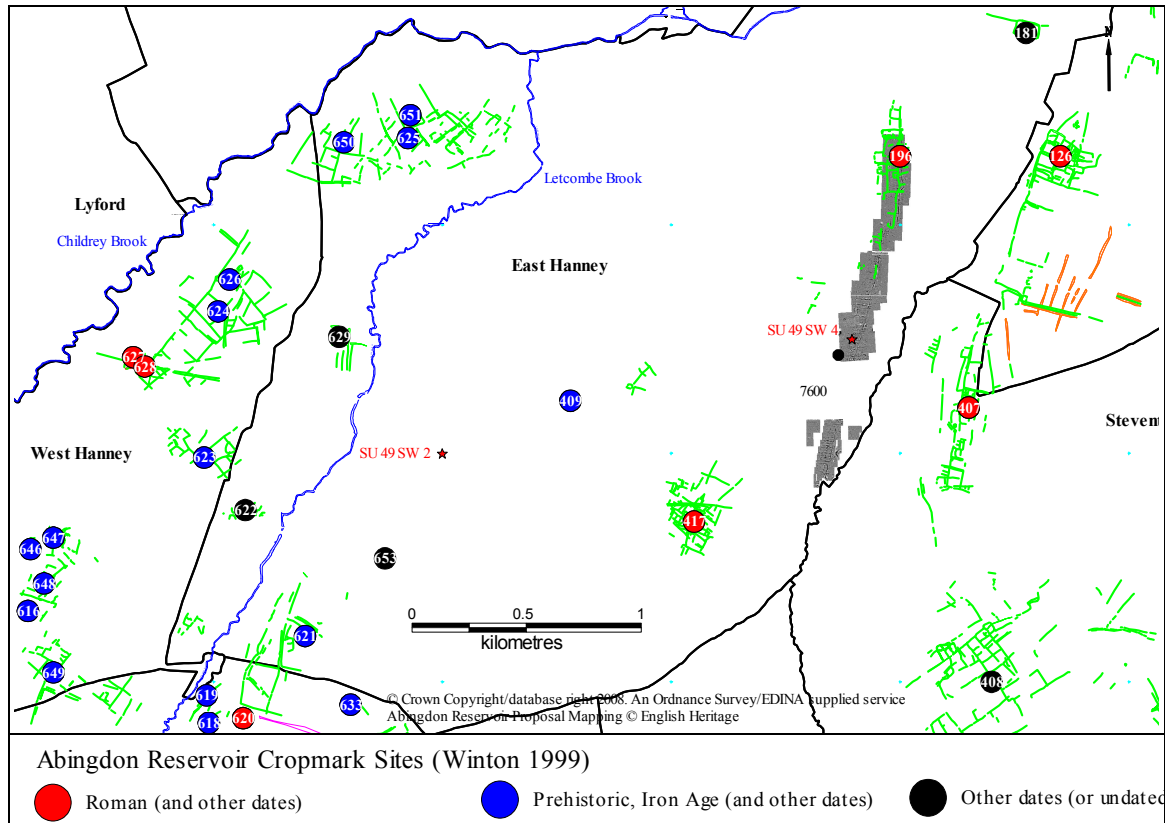 181
N
651
650
625
196
126
Letcombe Brook
Lyford
Childrey Brook
East Hanney
626
624
629
SU 49 SW 4
627
628
7600
409
407
Steven
West Hanney
623
SU 49 SW 2
622
417
647
646
653
648
616
0 0.5 1
kilometres
621
649
408
619
633
© Crown Copyright/database right 2008. An Ordnance Survey/EDINA supplied service
Abingdon Reservoir Proposal Mapping © English Heritage
618
620
Abingdon Reservoir Cropmark Sites (Winton 1999)
Roman (and other dates)
Prehistoric, Iron Age (and other dates)
Other dates (or undated